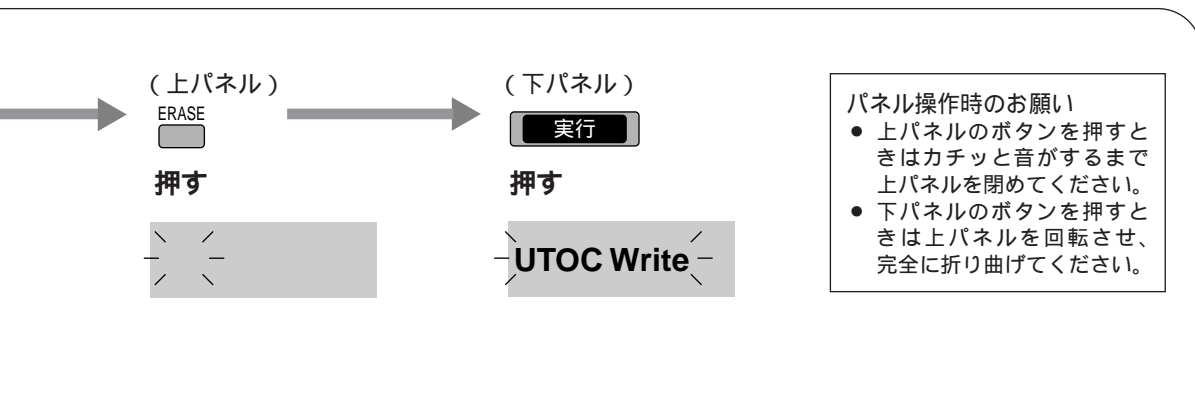 (上パネル)
ERASE
押す
(下パネル)
実行
押す
UTOC Write
パネル操作時のお願い
● 上パネルのボタンを押すと
きはカチッと音がするまで
上パネルを閉めてください。
● 下パネルのボタンを押すと
きは上パネルを回転させ、
完全に折り曲げてください。